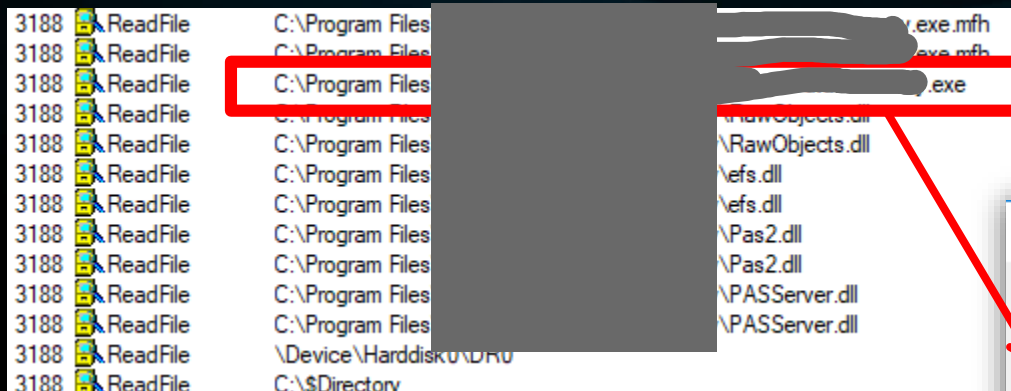 3188 ReadFile C:\Program Files .exe.mfh
3188 ReadFile C:\Program Files exe.mfh
3188 ReadFile C:\Program Files .exe
3188 ReadFile C:\Program Files \RawObjects.dll
3188 ReadFile C:\Program Files \RawObjects.dll
3188 ReadFile C:\Program Files \efs.dll
3188 ReadFile C:\Program Files \efs.dll
3188 ReadFile C:\Program Files \Pas2.dll
3188 ReadFile C:\Program Files \Pas2.dll
3188 ReadFile C:\Program Files \PASServer.dll
3188 ReadFile C:\Program Files \PASServer.dll
3188 ReadFile \Device\Harddisk0\DR0
3188 ReadFile C:\$Directory